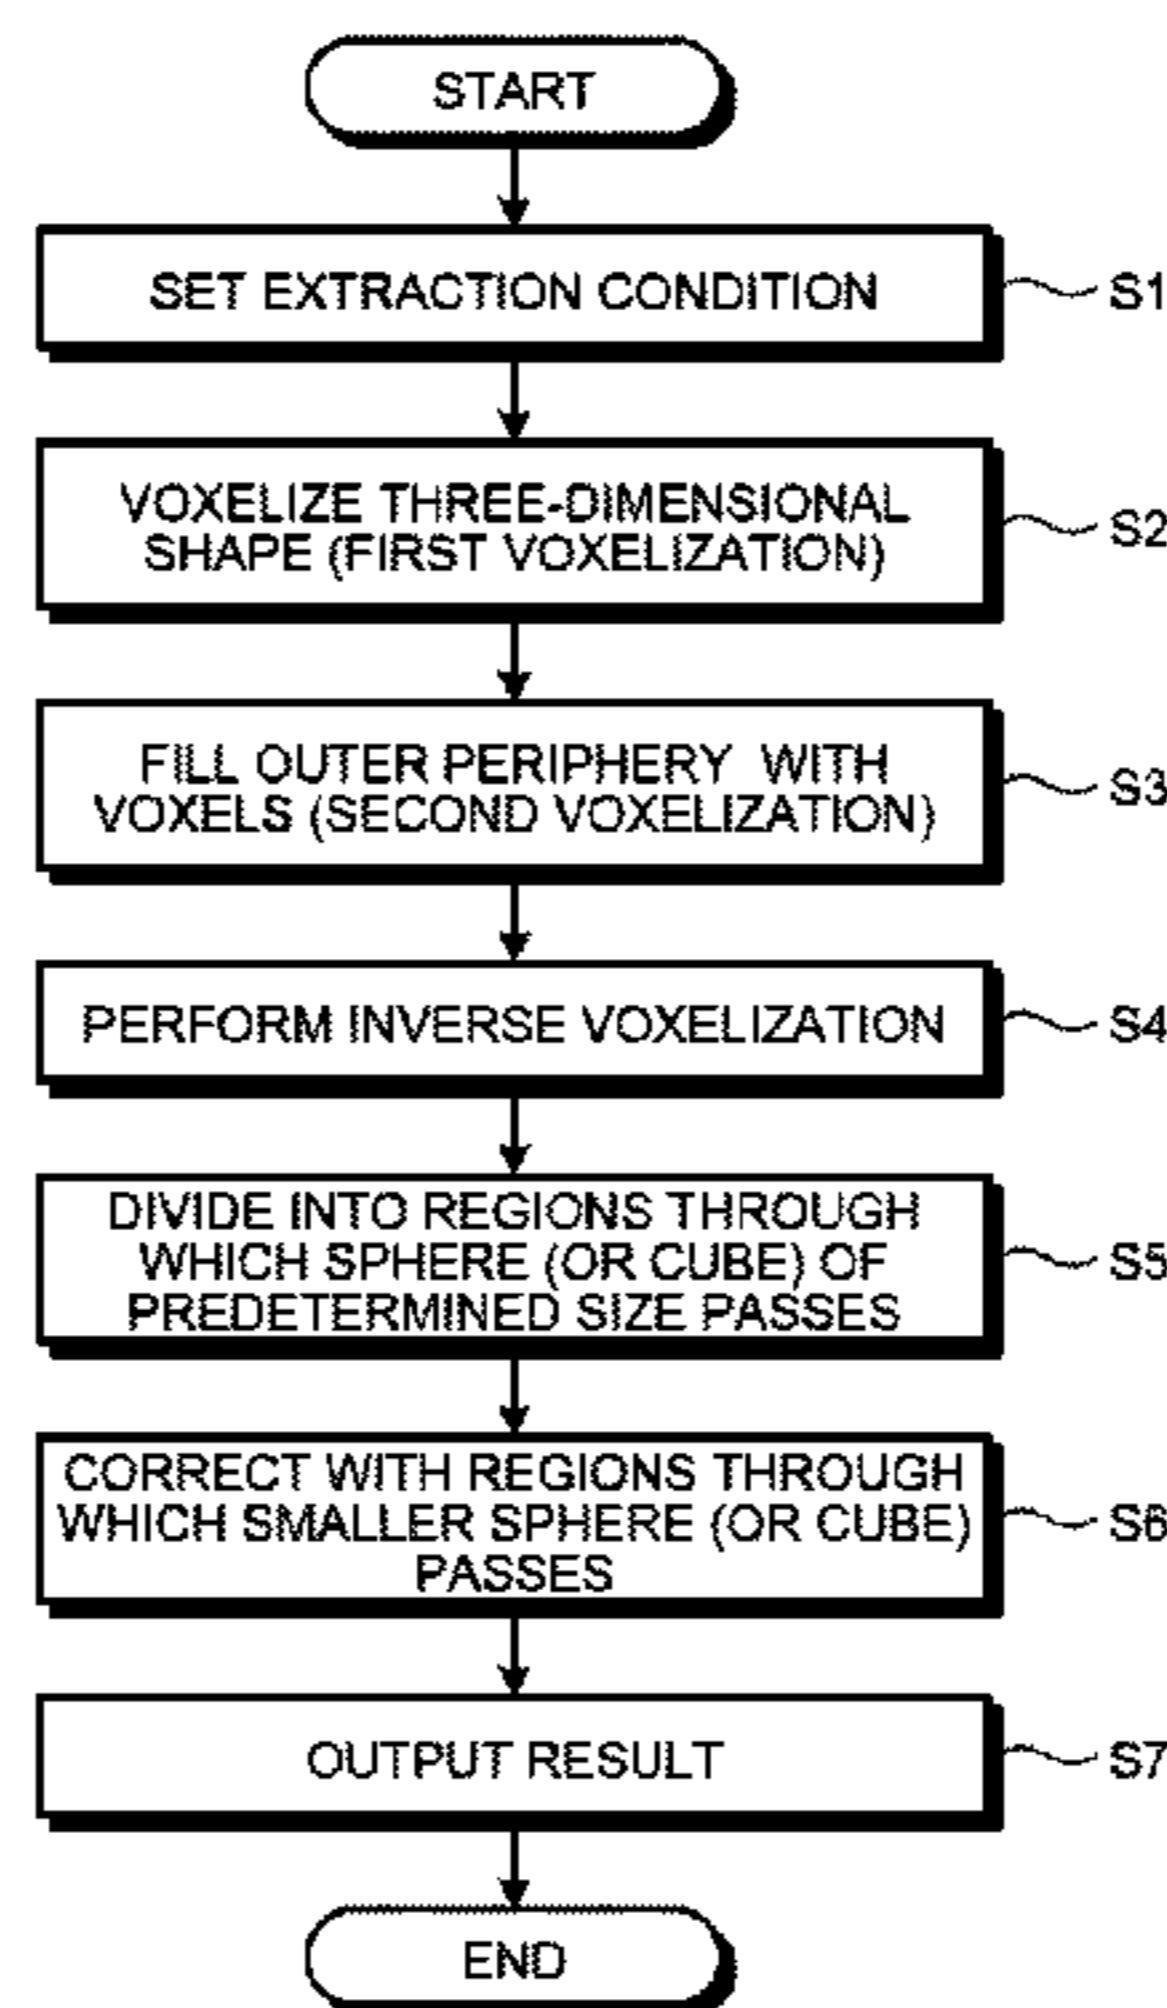 START
SET EXTRACTION CONDITION
S1
VOXELIZE THREE-DIMENSIONAL
SHAPE (FIRST VOXELIZATION)
S2
FILL OUTER PERIPHERY WITH
VOXELS (SECOND VOXELIZATION)
S3
PERFORM INVERSE VOXELIZATION
S4
DIVIDE INTO REGIONS THROUGH
WHICH SPHERE (OR CUBE) OF
PREDETERMINED SIZE PASSES
S5
CORRECT WITH REGIONS THROUGH
WHICH SMALLER SPHERE (OR CUBE)
PASSES
S6
OUTPUT RESULT
S7
END